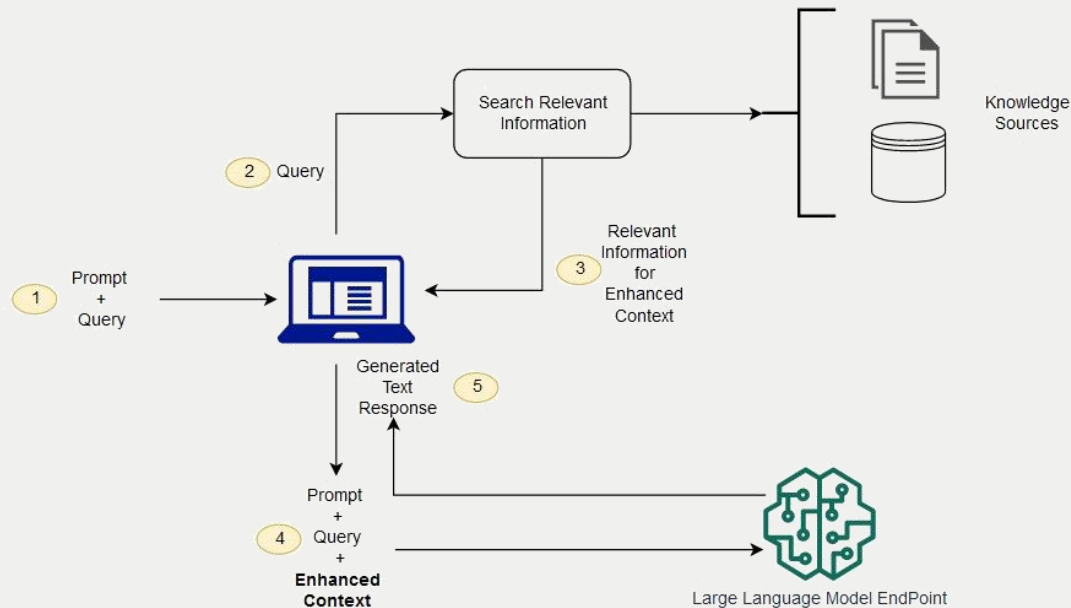 Search Relevant
Information
Knowledge
Sources
2
Query
Relevant
Information
for
Enhanced
Context
3
1
Prompt
+
Query
Generated
Text
Response
5
Prompt
+
Query
+
Enhanced
Context
4
Large Language Model EndPoint